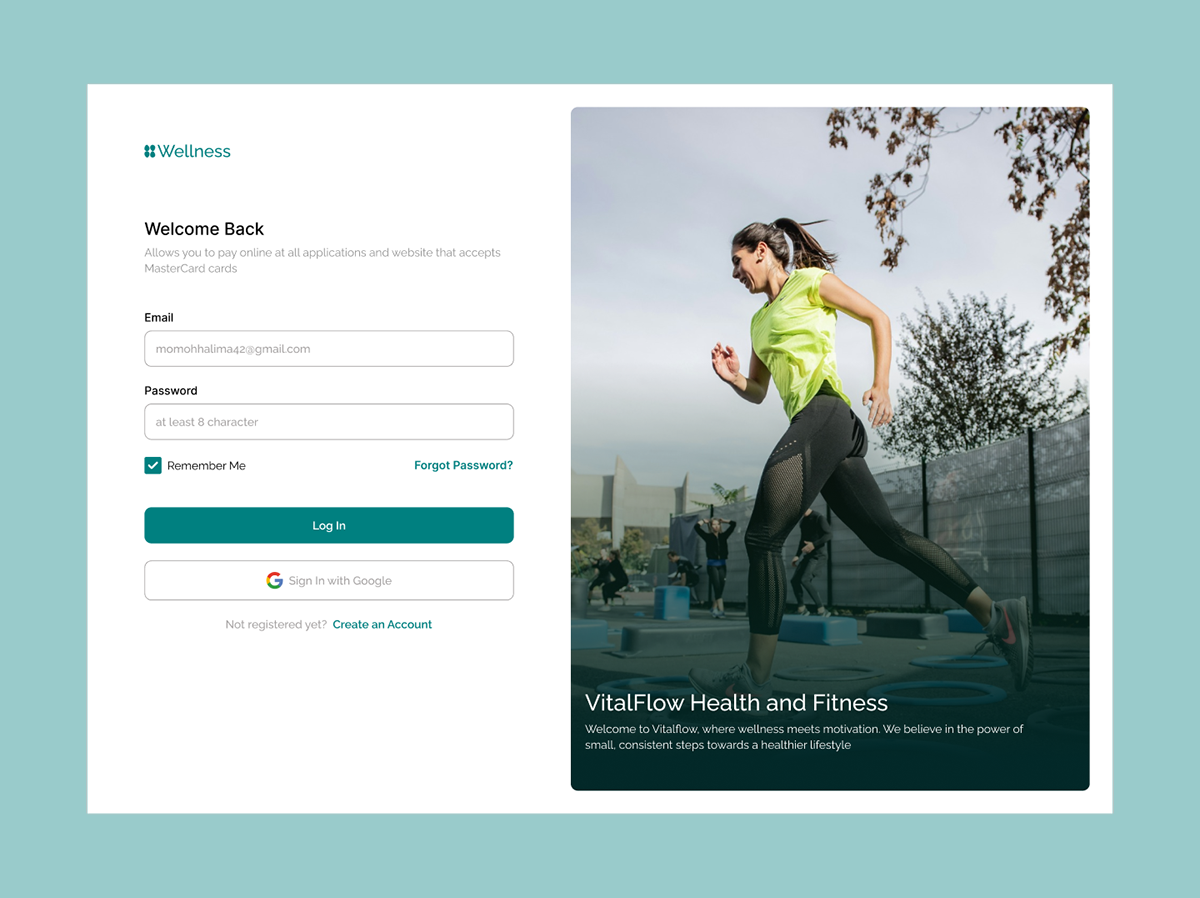 Wellness
Welcome Back
Allows you to pay online at all applications and website that accepts
MasterCard cards
Email
momohhalima42@gmail.com
Password
at least 8 character
Remember Me
Forgot Password?
Log In
Sign In with Google
Not registered yet? Create an Account
VitalFlow Health and Fitness
Welcome to Vitalflow, where wellness meets motivation. We believe in the power of
small, consistent steps towards a healthier lifestyle